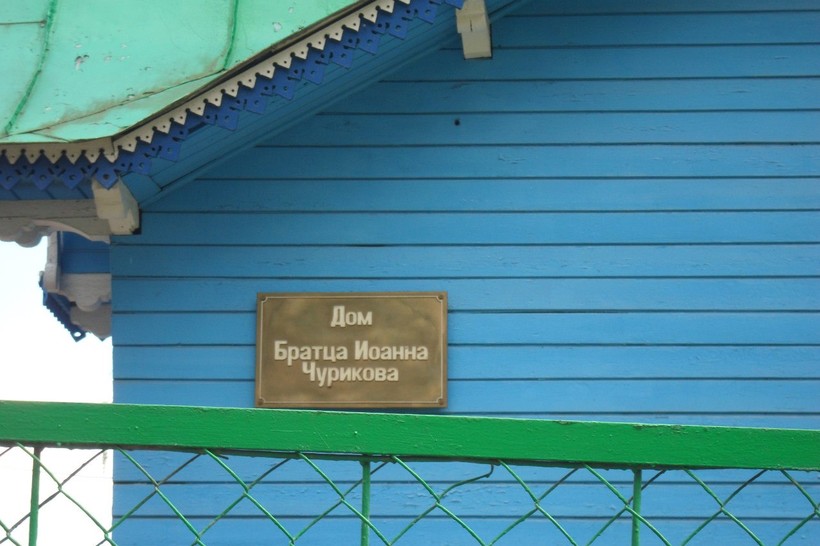 Дом
Братца Иоанна
Чурикова